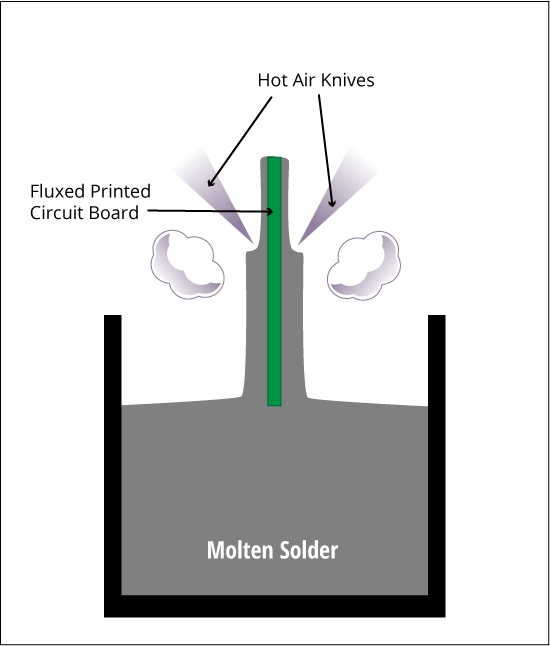 Hot Air Knives
Fluxed Printed
Circuit Board
Molten Solder